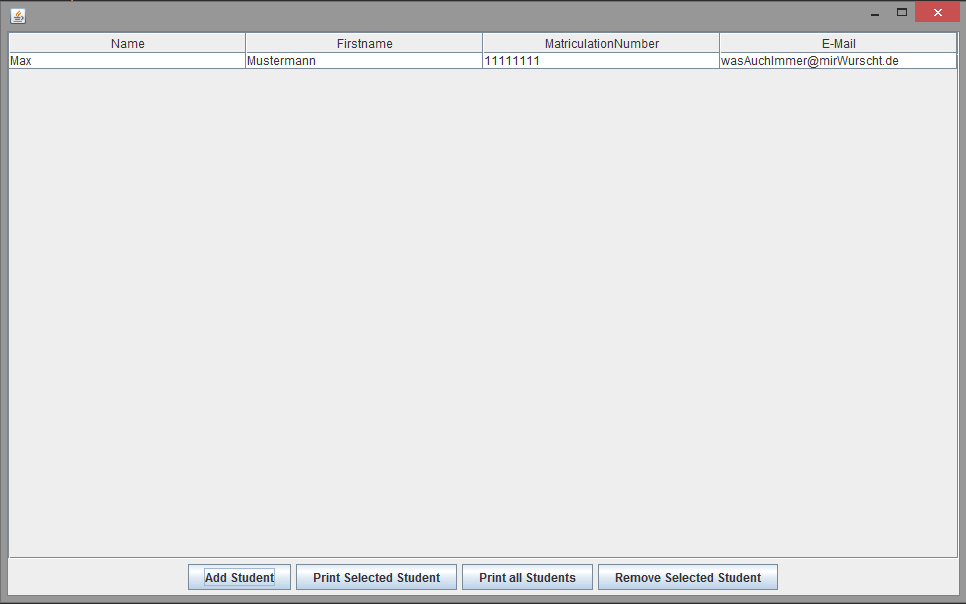 Name Firstname MatriculationNumber E-Mail
Max Mustermann 11111111 wasAuchImmer@mirWurscht.de
Add Student Print Selected Student Print all Students Remove Selected Student